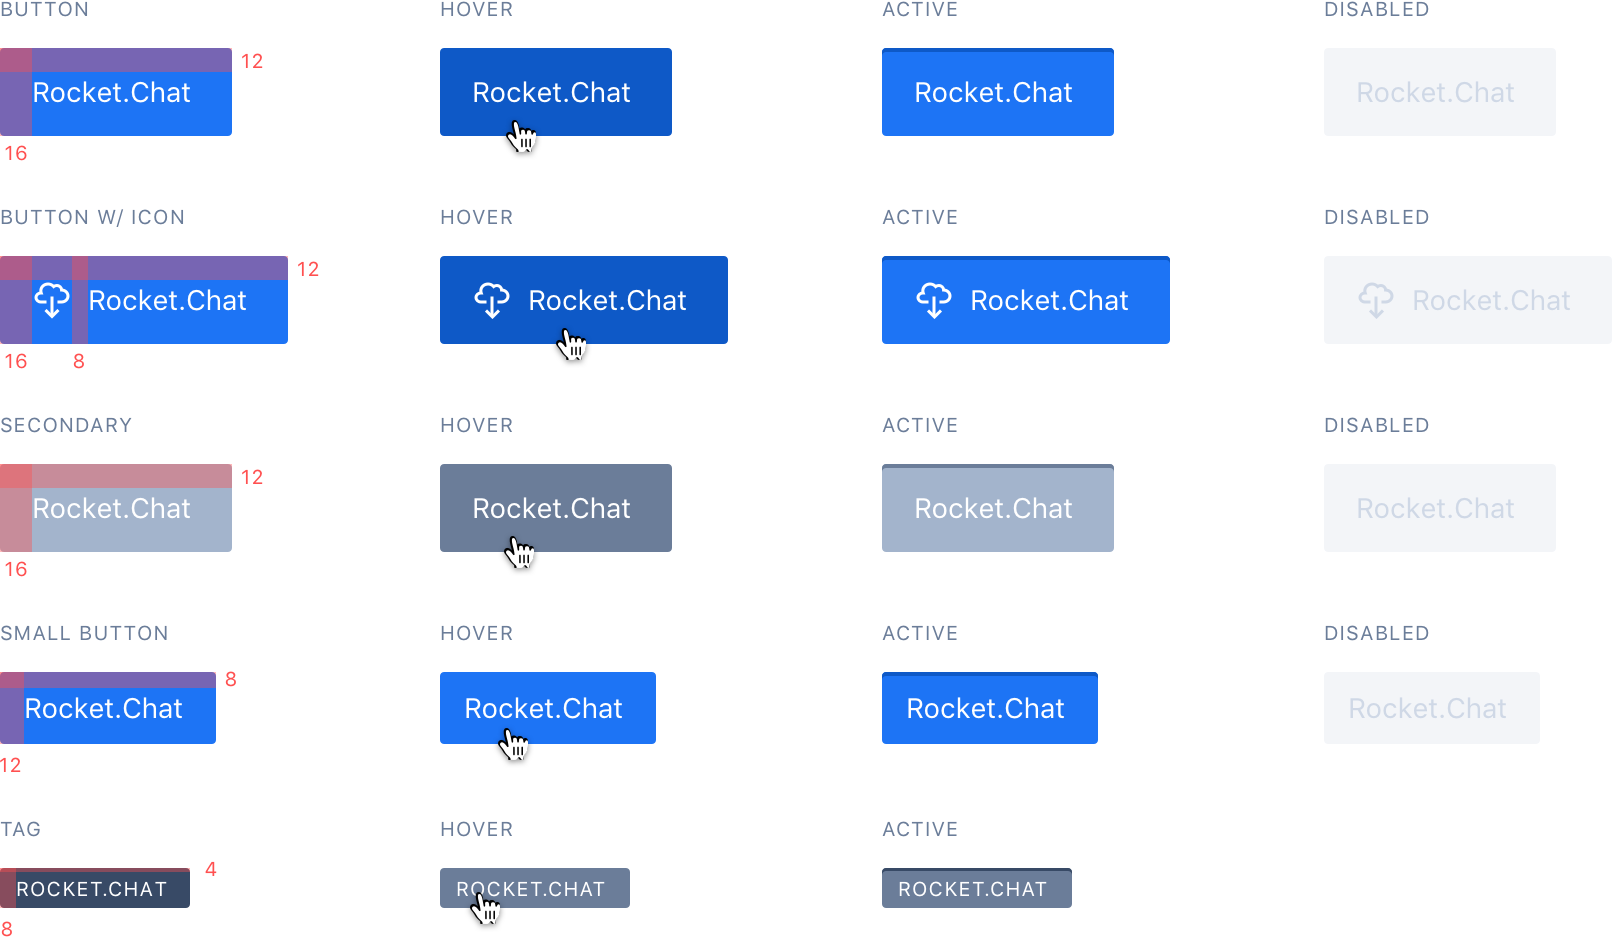 BUTTON HOVER ACTIVE DISABLED
12
Rocket.Chat Rocket.Chat Rocket.Chat Rocket.Chat
16
BUTTON W/ ICON HOVER ACTIVE DISABLED
12
Rocket.Chat Rocket.Chat Rocket.Chat Rocket.Chat
16 8
SECONDARY HOVER ACTIVE DISABLED
12
Rocket.Chat Rocket.Chat Rocket.Chat Rocket.Chat
16
SMALL BUTTON HOVER ACTIVE DISABLED
8
Rocket.Chat Rocket.Chat Rocket.Chat Rocket.Chat
12
TAG HOVER ACTIVE
4
ROCKET.CHAT ROCKET.CHAT ROCKET.CHAT
8